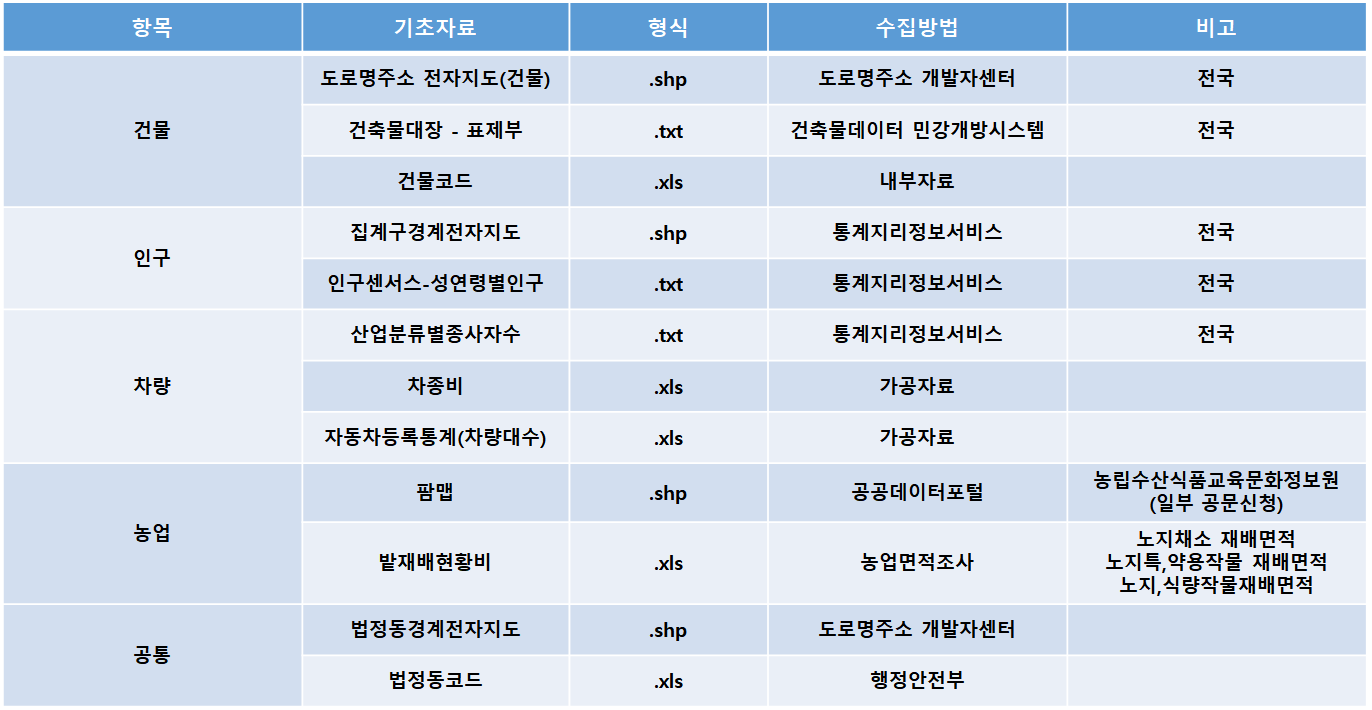 항목 기초자료 형식 수집방법 비고
건물
도로명주소 전자지도(건물) .shp 도로명주소 개발자센터 전국
건축물대장 - 표제부 .txt 건축물데이터 민강개방시스템 전국
건물코드 .xls 내부자료
인구
집계구경계전자지도 .shp 통계지리정보서비스 전국
인구센서스-성연령별인구 .txt 통계지리정보서비스 전국
차량
산업분류별종사자수 .txt 통계지리정보서비스 전국
차종비 .xls 가공자료
자동차등록통계(차량대수) .xls 가공자료
농업
팜맵 .shp 공공데이터포털 농립수산식품교육문화정보원
(일부 공문신청)
밭재배현황비 .xls 농업면적조사 노지채소 재배면적
노지특,약용작물 재배면적
노지,식량작물재배면적
공통
법정동경계전자지도 .shp 도로명주소 개발자센터
법정동코드 .xls 행정안전부